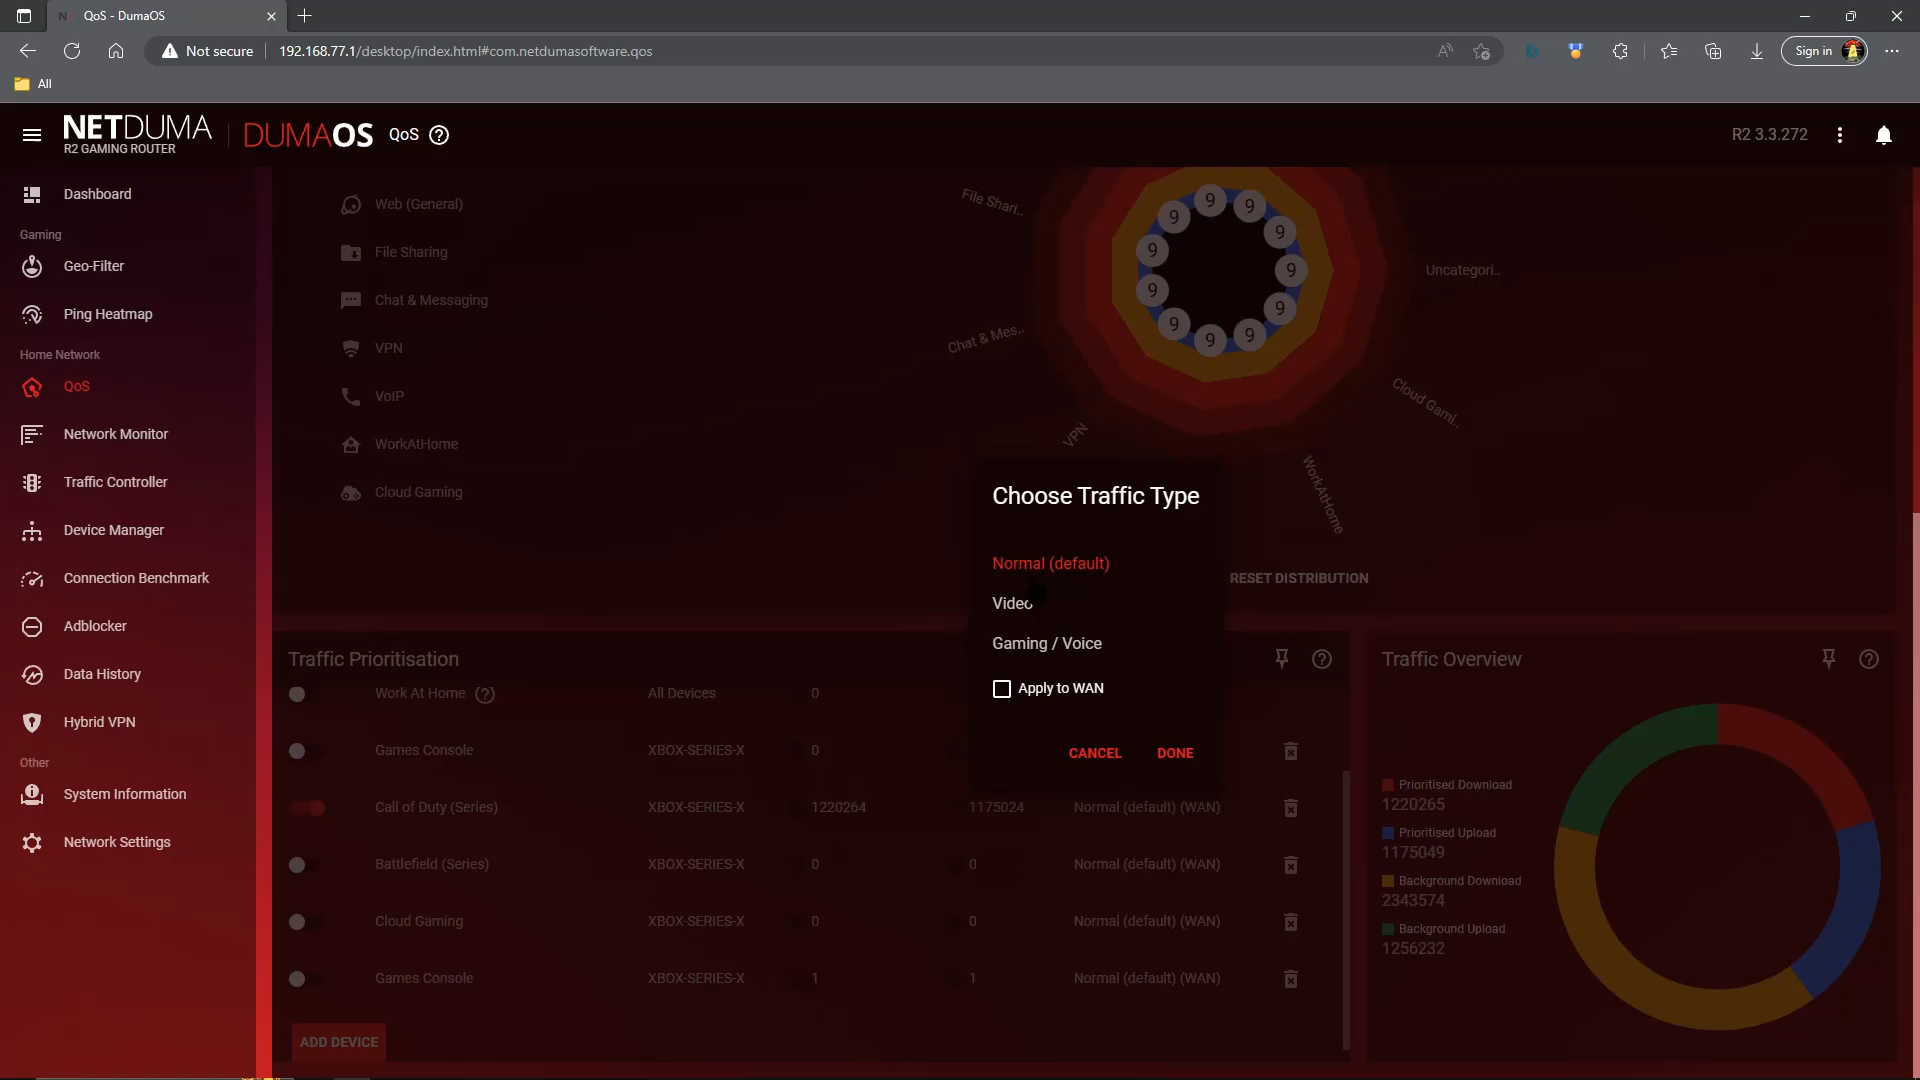 QoS - DumaOS
Not secure
192.168.77.1/desktop/index.html#com.netdumasoftware.qos
Sign in
All
NETDUMA
R2 GAMING ROUTER
DUMAOS
QoS
R2 3.3.272
Dashboard
Gaming
Geo-Filter
Ping Heatmap
Home Network
QoS
Network Monitor
Traffic Controller
Device Manager
Connection Benchmark
Adblocker
Data History
Hybrid VPN
Other
System Information
Network Settings
Web (General)
File Sharing
Chat & Messaging
VPN
VoIP
WorkAtHome
Cloud Gaming
File Shari..
Chat & Mes..
VPN
WorkAtHome
Cloud Gami..
Uncategori..
9
9
9
9
9
9
9
9
9
9
9
RESET DISTRIBUTION
Choose Traffic Type
Normal (default)
Video
Gaming / Voice
Apply to WAN
CANCEL
DONE
Traffic Prioritisation
Work At Home All Devices 0
Games Console XBOX-SERIES-X 0
Call of Duty (Series) XBOX-SERIES-X 1220264 1175024 Normal (default) (WAN)
Battlefield (Series) XBOX-SERIES-X 0 0 Normal (default) (WAN)
Cloud Gaming XBOX-SERIES-X 0 0 Normal (default) (WAN)
Games Console XBOX-SERIES-X 1 1 Normal (default) (WAN)
ADD DEVICE
Traffic Overview
Prioritised Download
1220265
Prioritised Upload
1175049
Background Download
2343574
Background Upload
1256232